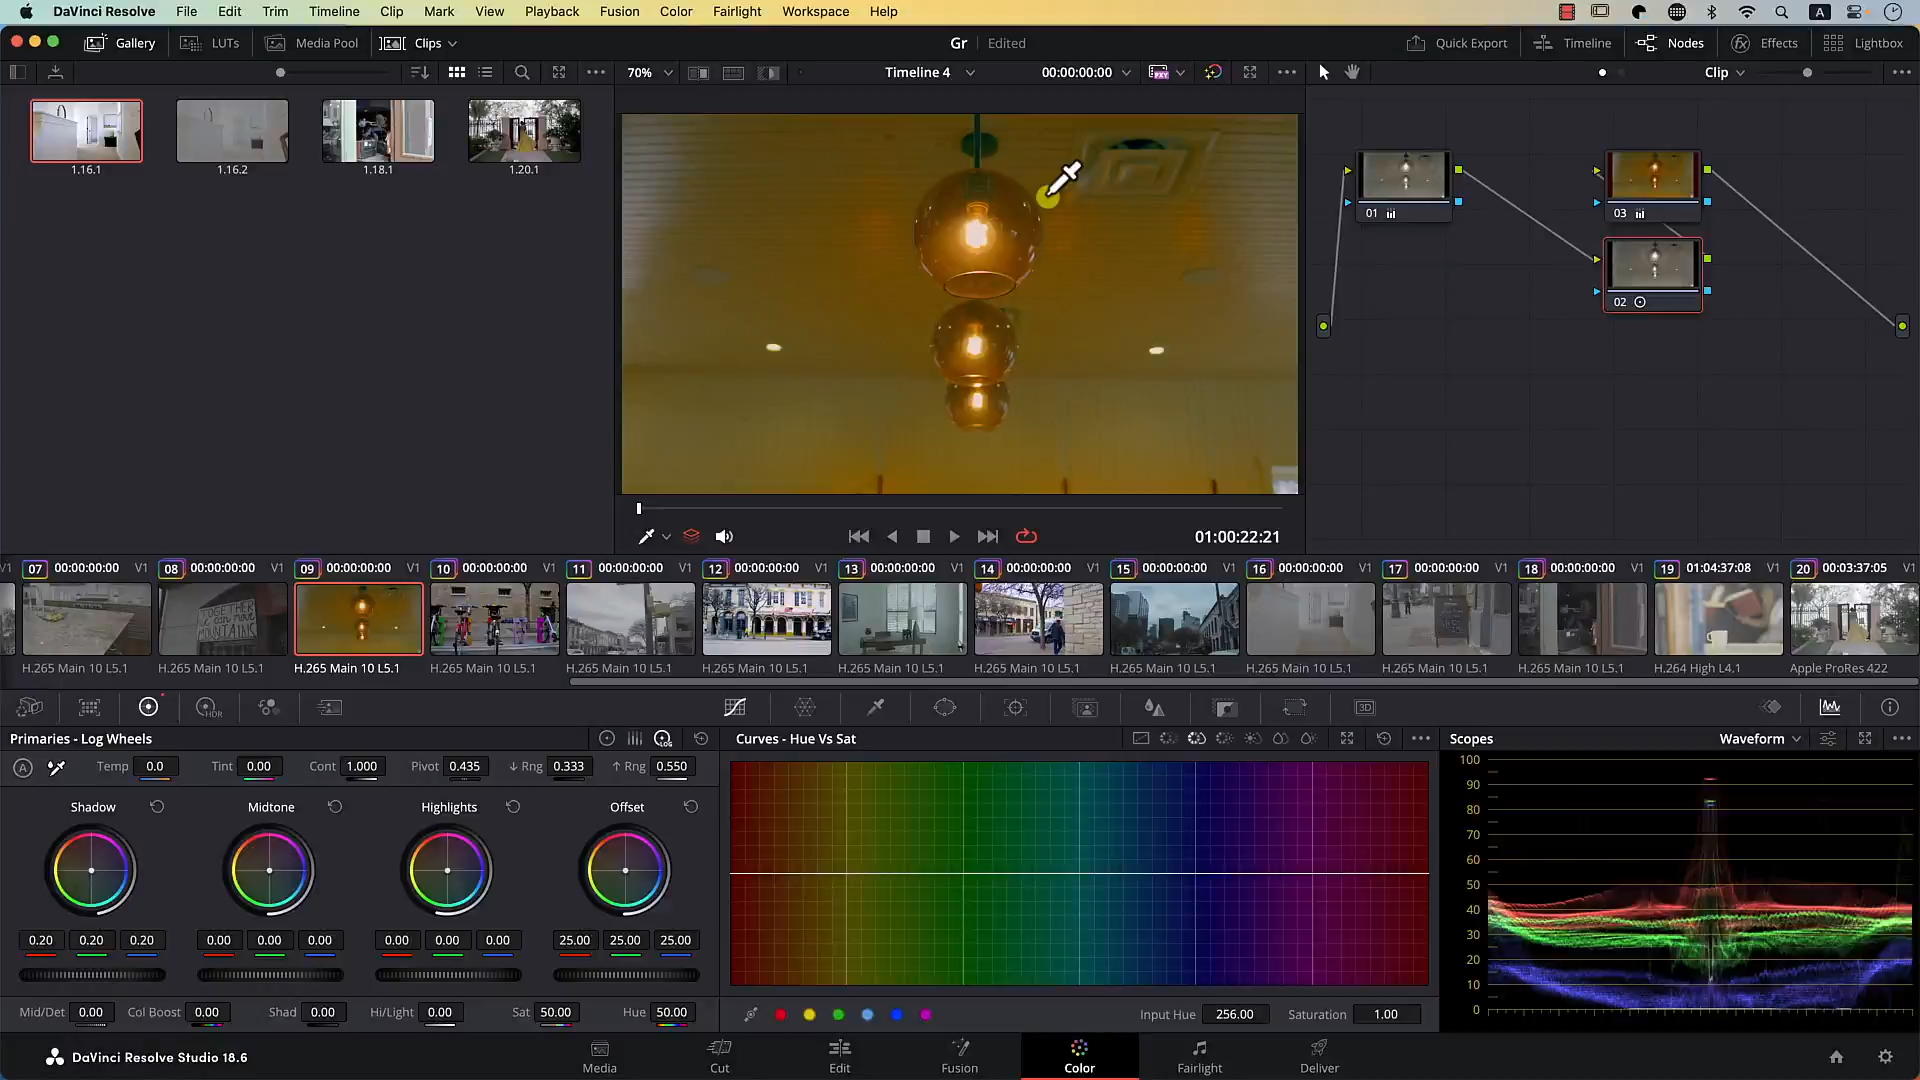 DaVinci Resolve File Edit Trim Timeline Clip Mark View Playback Fusion Color Fairlight Workspace Help A
Gallery LUTs Media Pool Clips Gr Edited Quick Export Timeline Nodes Effects Lightbox
70% Timeline 4 00:00:00:00 PXY Clip
1.16.1 1.16.2 1.18.1 1.20.1
01 03
02
01:00:22:21
V1 07 00:00:00:00 V1 08 00:00:00:00 V1 09 00:00:00:00 V1 10 00:00:00:00 V1 11 00:00:00:00 V1 12 00:00:00:00 V1 13 00:00:00:00 V1 14 00:00:00:00 V1 15 00:00:00:00 V1 16 00:00:00:00 V1 17 00:00:00:00 V1 18 00:00:00:00 V1 19 01:04:37:08 V1 20 00:03:37:05 V1
TOGETHER
We can move
MOUNTAINS
H.265 Main 10 L5.1 H.265 Main 10 L5.1 H.265 Main 10 L5.1 H.265 Main 10 L5.1 H.265 Main 10 L5.1 H.265 Main 10 L5.1 H.265 Main 10 L5.1 H.265 Main 10 L5.1 H.265 Main 10 L5.1 H.265 Main 10 L5.1 H.265 Main 10 L5.1 H.265 Main 10 L5.1 H.264 High L4.1 Apple ProRes 422
HDR 3D
Primaries - Log Wheels LOG Curves - Hue Vs Sat Scopes Waveform
A Temp 0.0 Tint 0.00 Cont 1.000 Pivot 0.435 ↓ Rng 0.333 ↑ Rng 0.550
Shadow Midtone Highlights Offset
0.20 0.20 0.20 0.00 0.00 0.00 0.00 0.00 0.00 25.00 25.00 25.00
Mid/Det 0.00 Col Boost 0.00 Shad 0.00 Hi/Light 0.00 Sat 50.00 Hue 50.00
Input Hue 256.00 Saturation 1.00
100
90
80
70
60
50
40
30
20
10
0
DaVinci Resolve Studio 18.6 Media Cut Edit Fusion Color Fairlight Deliver